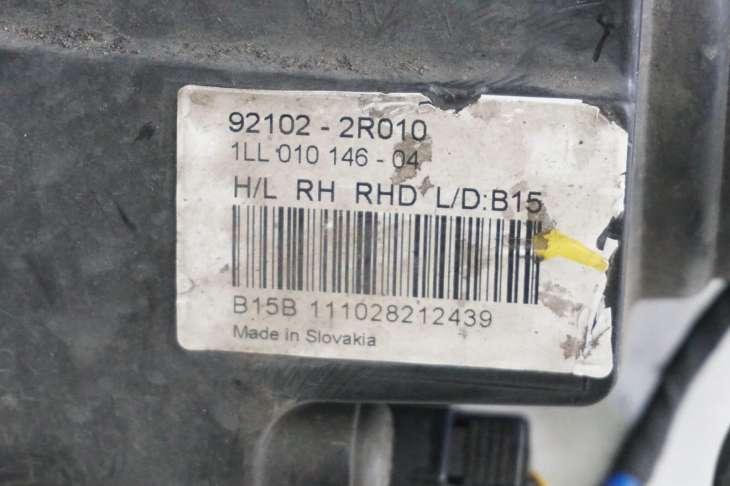 92102 - 2R010
1LL 010 146 - 04
H/L RH RHD L/D:B15
B15B 111028212439
Made in Slovakia